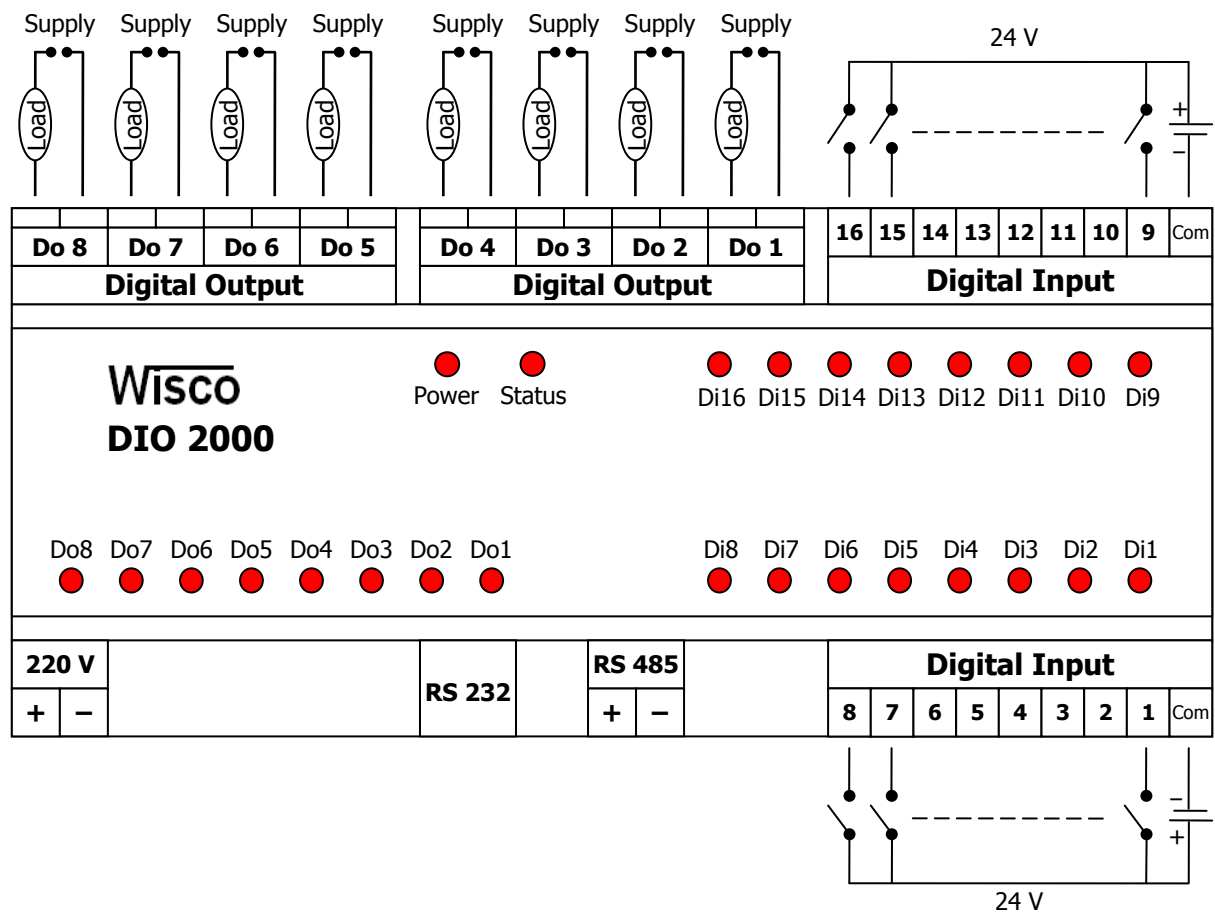 Supply Supply Supply Supply Supply Supply Supply Supply
24 V
Load Load Load Load Load Load Load Load
+
−
Do 8 Do 7 Do 6 Do 5 Do 4 Do 3 Do 2 Do 1 16 15 14 13 12 11 10 9 Com
Digital Output Digital Output Digital Input
Wisco
DIO 2000
Power Status
Di16 Di15 Di14 Di13 Di12 Di11 Di10 Di9
Do8 Do7 Do6 Do5 Do4 Do3 Do2 Do1 Di8 Di7 Di6 Di5 Di4 Di3 Di2 Di1
220 V RS 232 RS 485 Digital Input
+ − + − 8 7 6 5 4 3 2 1 Com
−
+
24 V